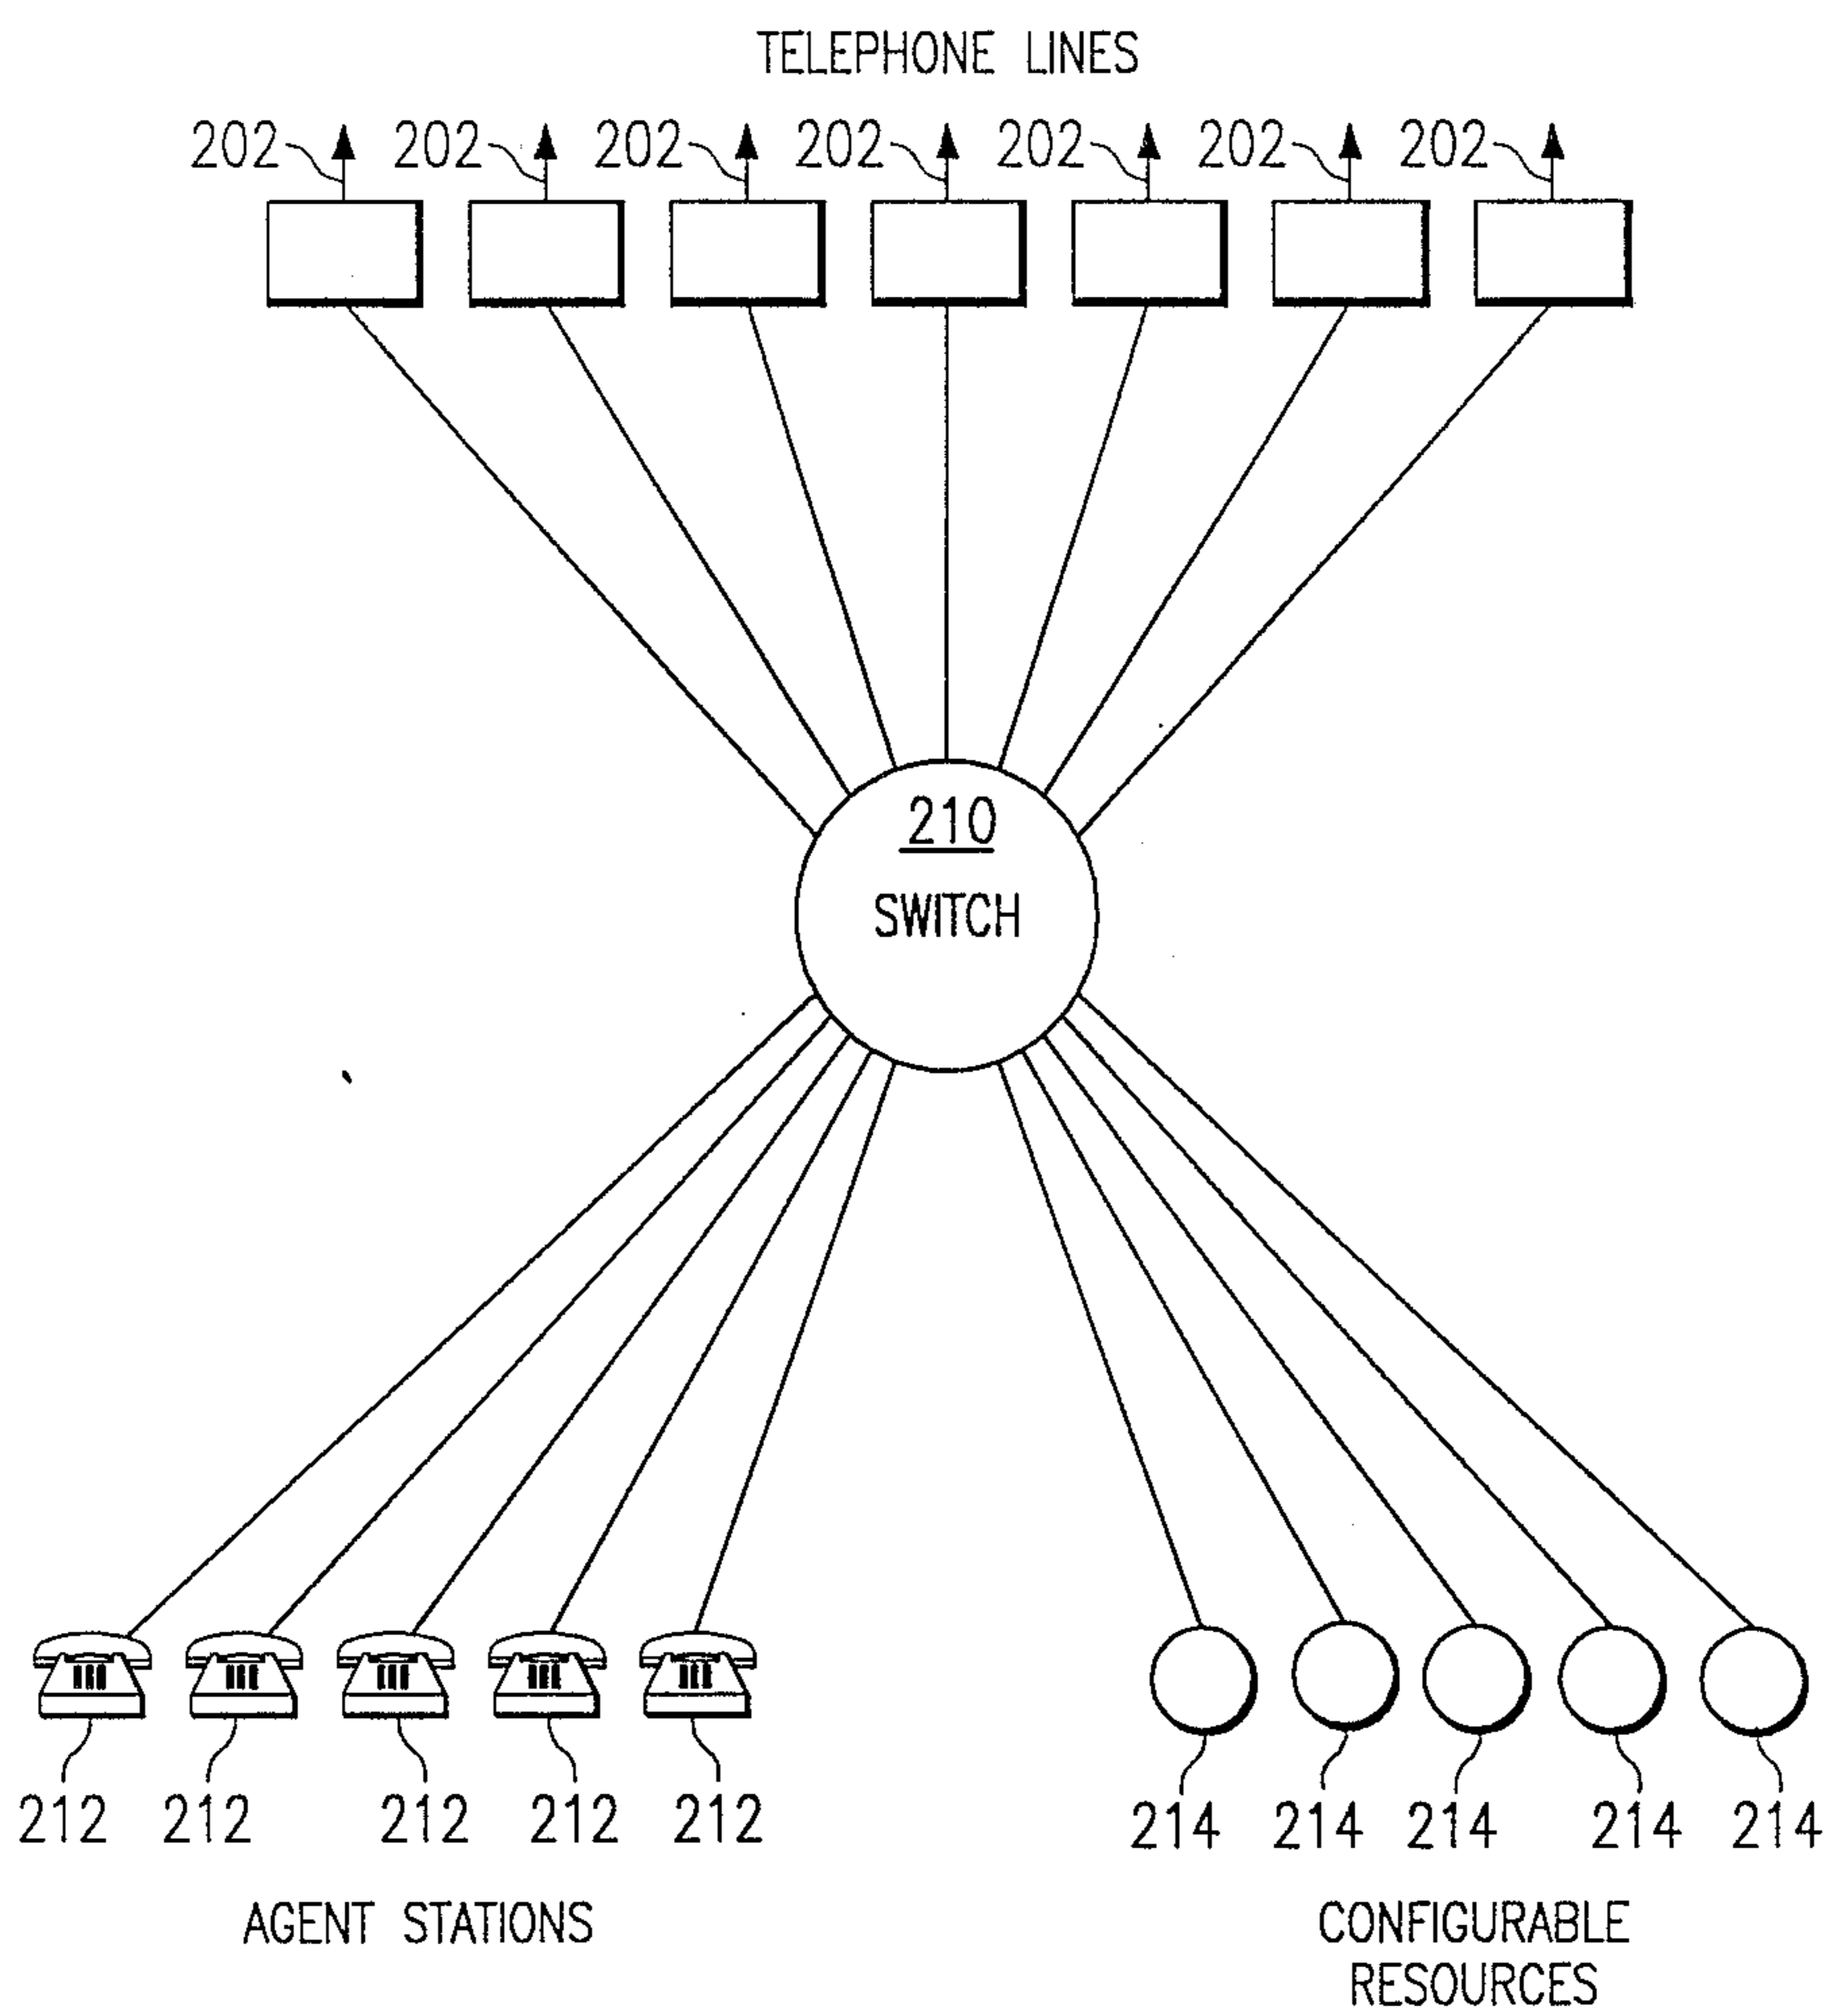 TELEPHONE LINES
202 202 202 202 202 202 202
210
SWITCH
212 212 212 212 212
214 214 214 214 214
AGENT STATIONS
CONFIGURABLE
RESOURCES